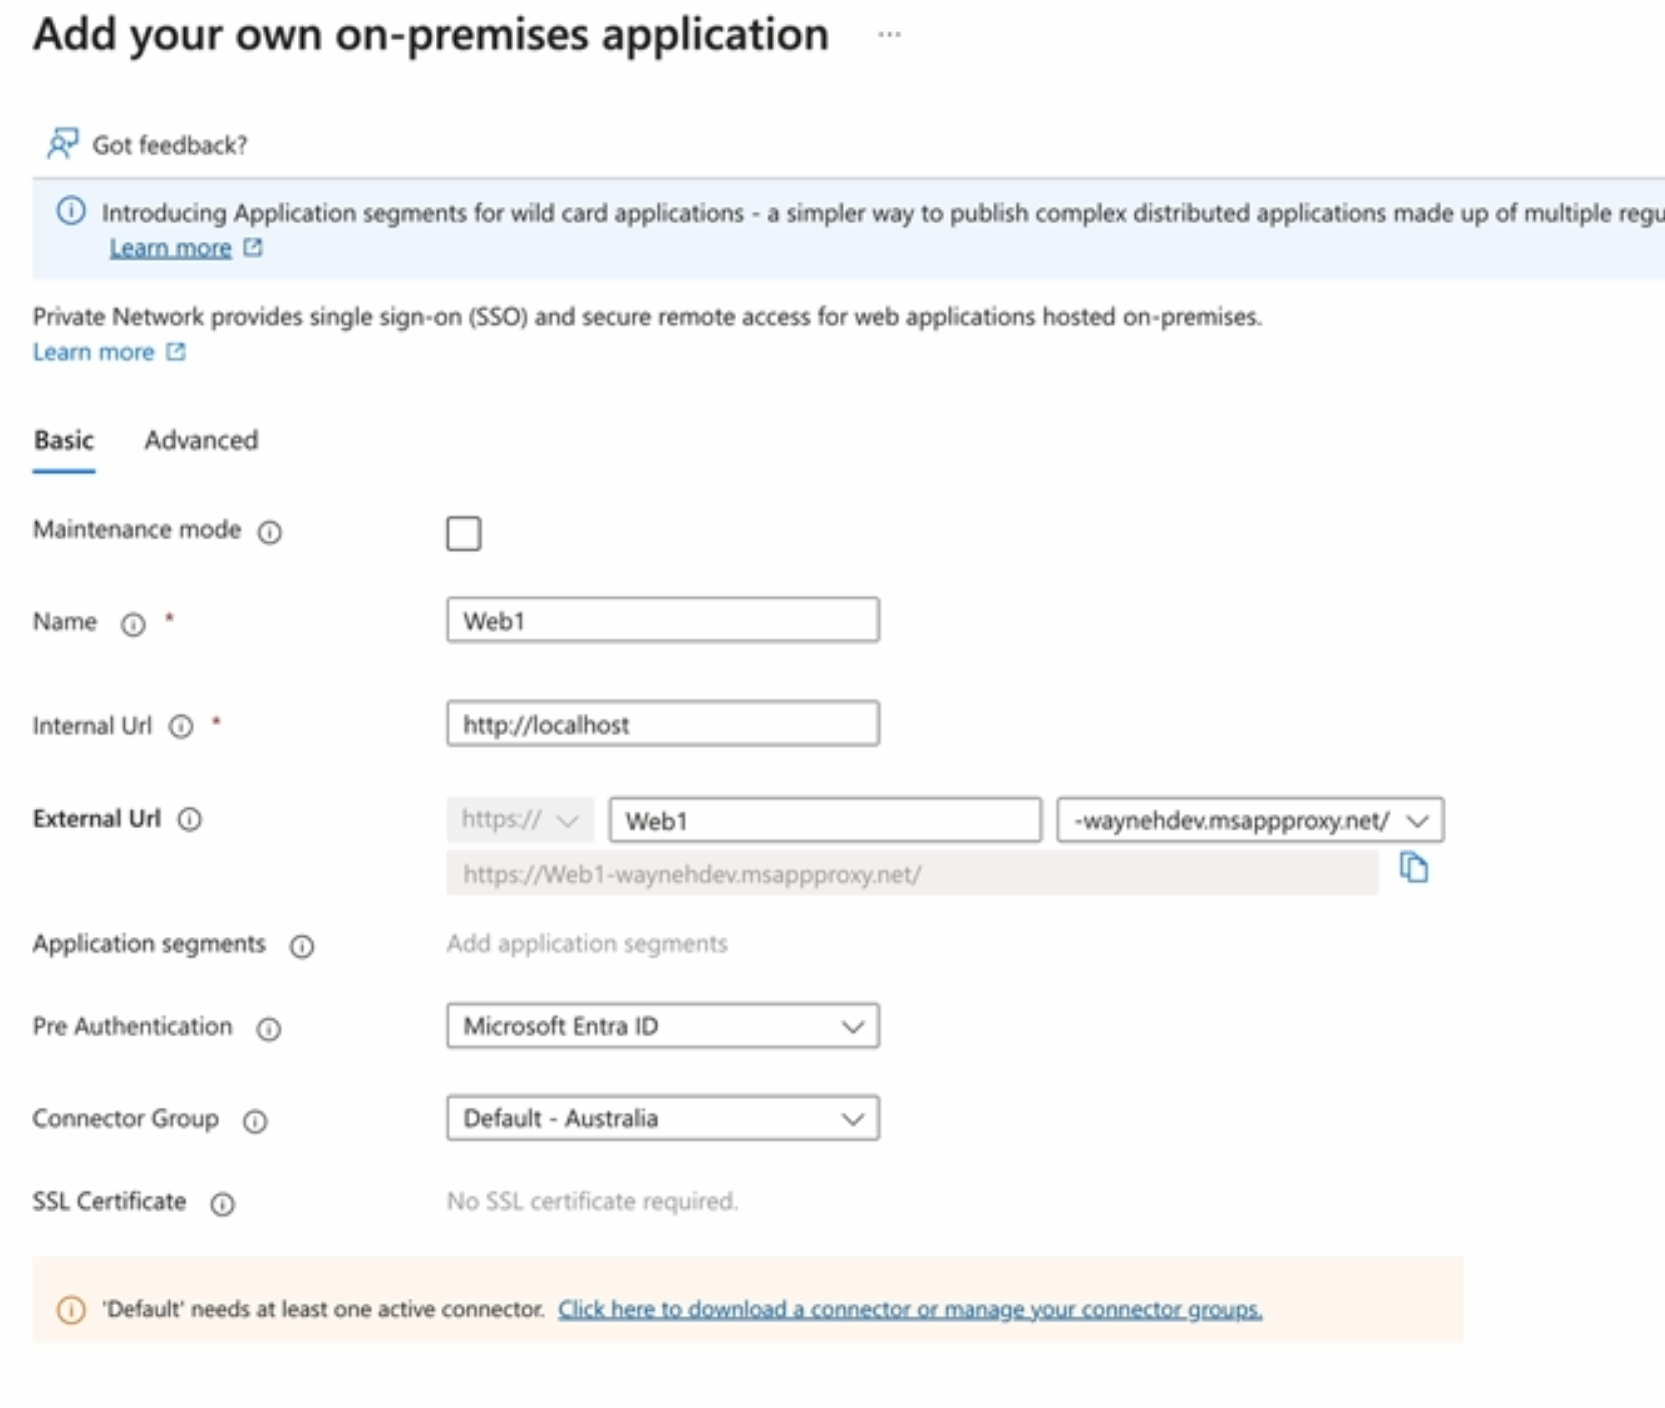 Add your own on-premises application ...
Got feedback?
Introducing Application segments for wild card applications - a simpler way to publish complex distributed applications made up of multiple regu
Learn more
Private Network provides single sign-on (SSO) and secure remote access for web applications hosted on-premises.
Learn more
Basic Advanced
Maintenance mode
Name * Web1
Internal Url * http://localhost
External Url https:// Web1 -waynehdev.msappproxy.net/
https://Web1-waynehdev.msappproxy.net/
Application segments Add application segments
Pre Authentication Microsoft Entra ID
Connector Group Default - Australia
SSL Certificate No SSL certificate required.
'Default' needs at least one active connector. Click here to download a connector or manage your connector groups.